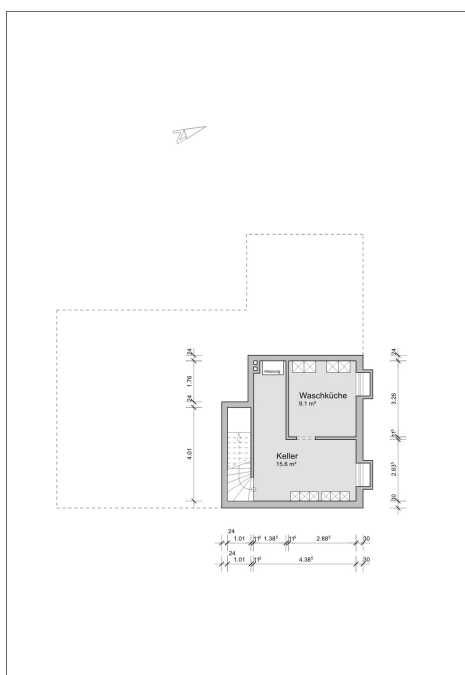 N
Heizung
Waschküche
9.1 m²
Keller
15.6 m²
24
1.76
24
4.01
24
3.26
11⁵
2.63⁵
30
24
1.01 11⁵ 1.38⁵ 11⁵ 2.88⁵ 30
24
1.01 11⁵ 4.38⁵ 30